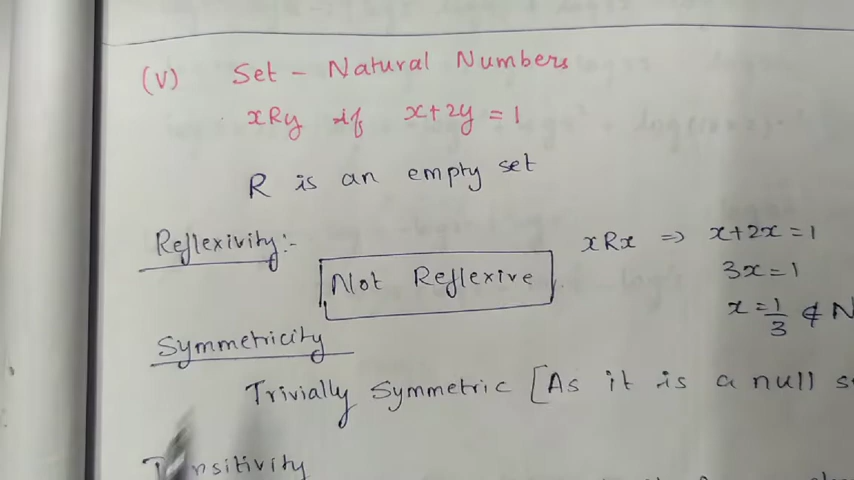 (V) Set - Natural Numbers
xRy if x+2y = 1
R is an empty set
Reflexivity:-
Not Reflexive
xRx ⇒ x+2x = 1
3x = 1
x = 1/3 ∉ N
Symmetricity
Trivially Symmetric [As it is a null s
Transitivity